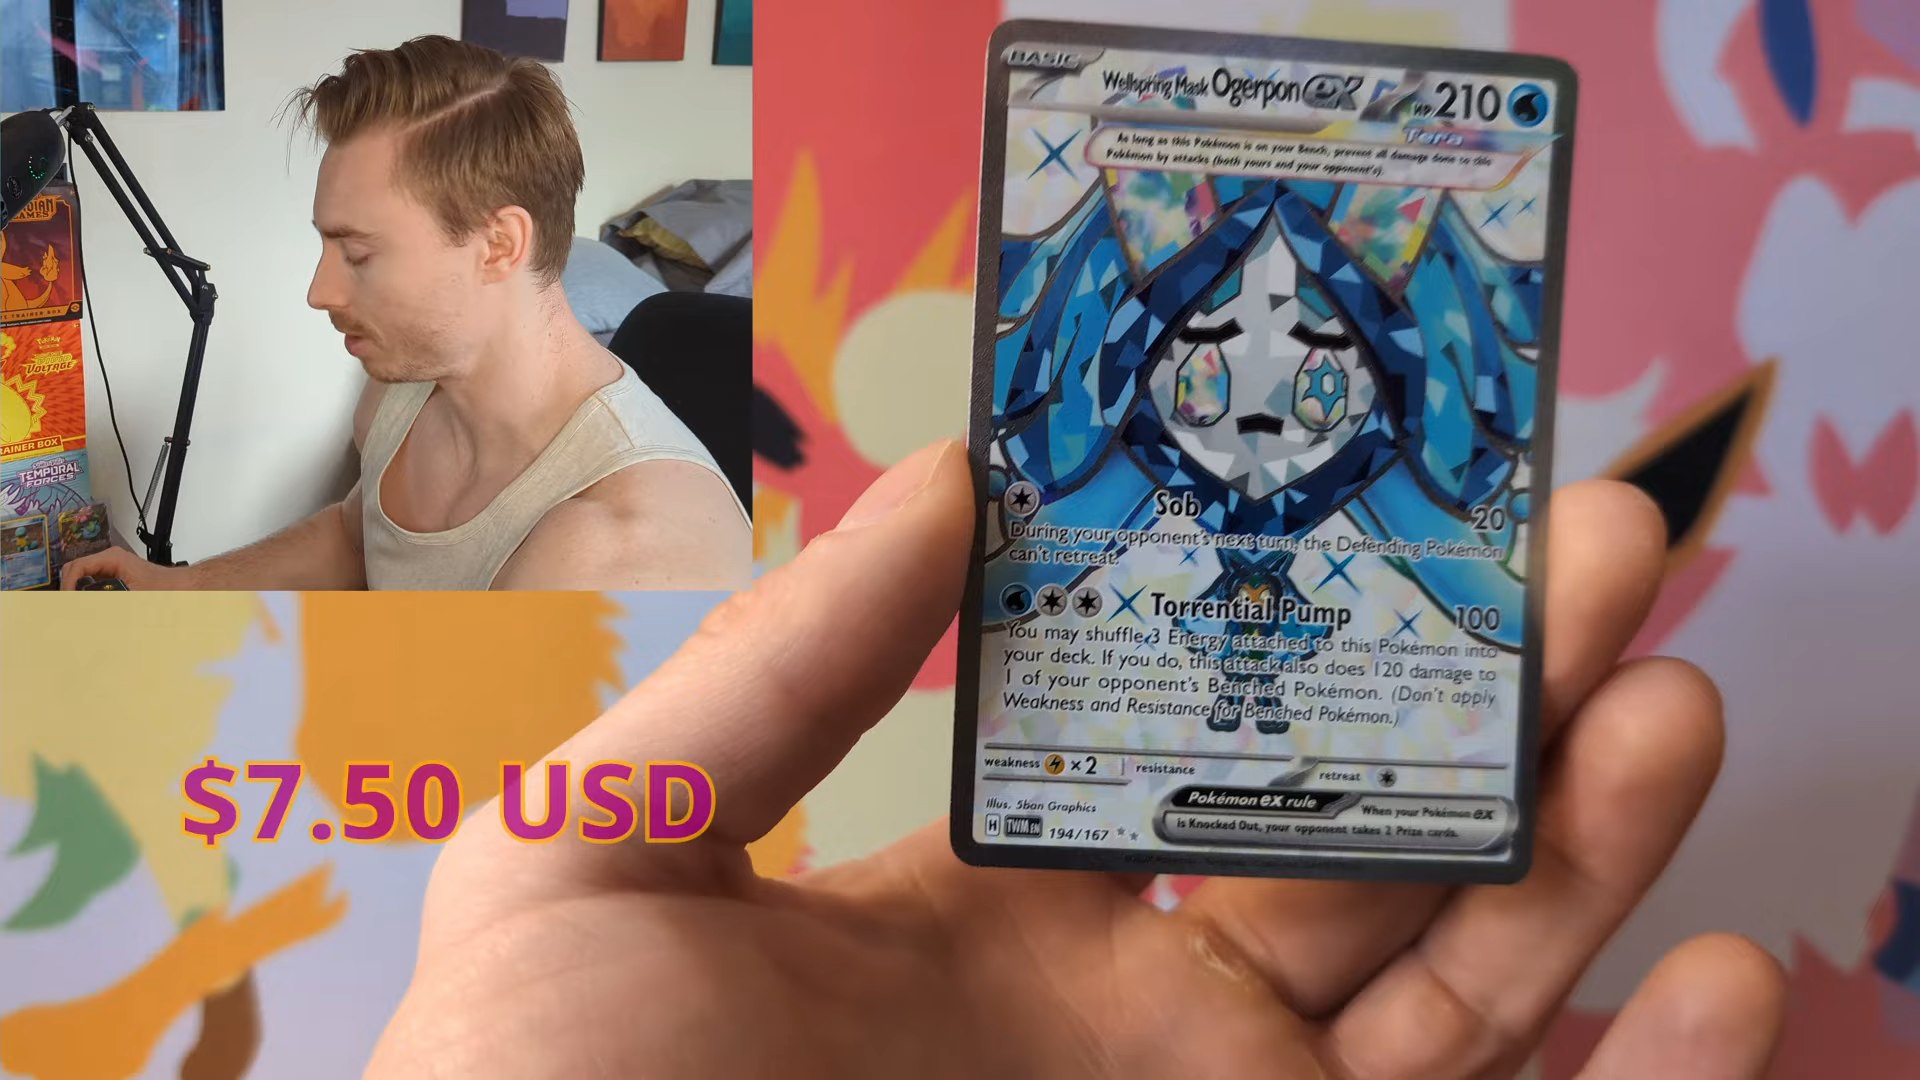 DIAN
GAMES
TRAINER BOX
VOLTAGE
RAINER BOX
TEMPORAL
FORCES
$7.50 USD
BASIC
Wellspring Mask Ogerpon ex HP 210
Tera
As long as this Pokémon is on your Bench, prevent all damage done to this
Pokémon by attacks (both yours and your opponent's).
Sob 20
During your opponent's next turn, the Defending Pokémon
can't retreat.
Torrential Pump 100
You may shuffle 3 Energy attached to this Pokémon into
your deck. If you do, this attack also does 120 damage to
1 of your opponent's Benched Pokémon. (Don't apply
Weakness and Resistance for Benched Pokémon.)
weakness ×2 resistance retreat
Illus. 5ban Graphics
Pokémon ex rule When your Pokémon ex
is Knocked Out, your opponent takes 2 Prize cards.
H TWM EN 194/167